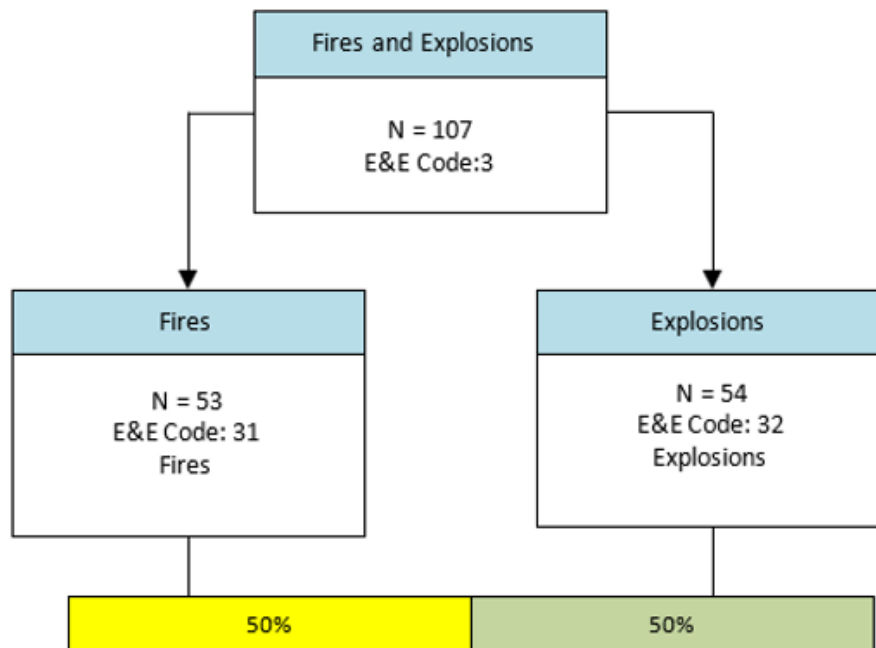 Fires and Explosions
N = 107
E&E Code:3
Fires
N = 53
E&E Code: 31
Fires
Explosions
N = 54
E&E Code: 32
Explosions
50%
50%